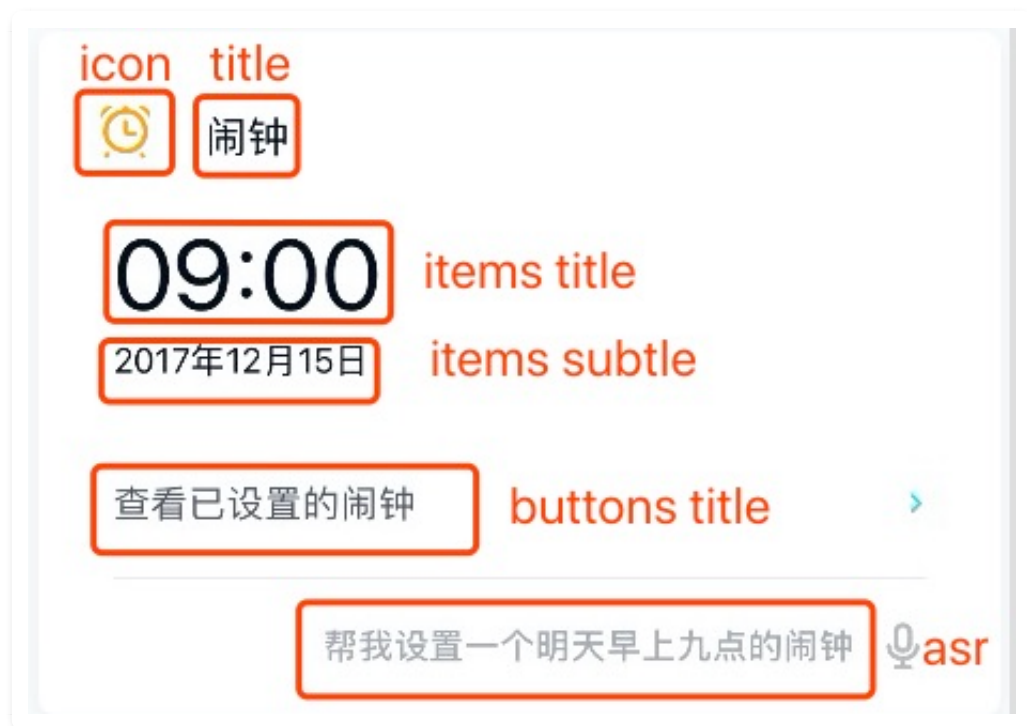 icon title
闹钟
09:00 items title
2017年12月15日 items subtle
查看已设置的闹钟 buttons title
帮我设置一个明天早上九点的闹钟 asr